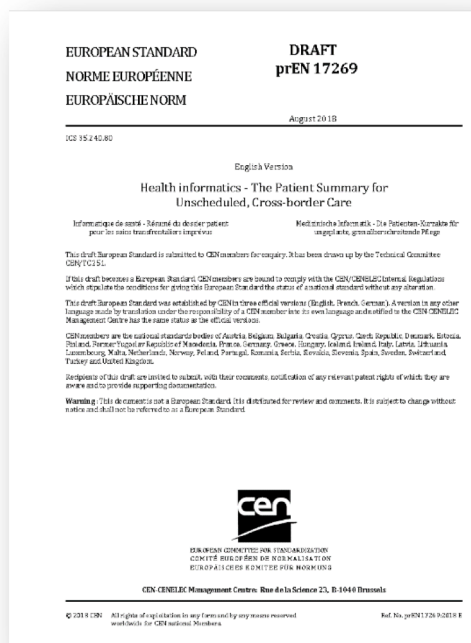 EUROPEAN STANDARD
NORME EUROPÉENNE
EUROPÄISCHE NORM
DRAFT
prEN 17269
August 2018
ICS 35.240.80
English Version
Health informatics - The Patient Summary for
Unscheduled, Cross-border Care
Informatique de santé - Résumé du dossier patient
pour les soins transfrontaliers imprévus
Medizinische Informatik - Die Patienten-Kurzakte für
ungeplante, grenzüberschreitende Pflege
This draft European Standard is submitted to CEN members for enquiry. It has been drawn up by the Technical Committee
CEN/TC 251.
If this draft becomes a European Standard, CEN members are bound to comply with the CEN/CENELEC Internal Regulations
which stipulate the conditions for giving this European Standard the status of a national standard without any alteration.
This draft European Standard was established by CEN in three official versions (English, French, German). A version in any other
language made by translation under the responsibility of a CEN member into its own language and notified to the CEN-CENELEC
Management Centre has the same status as the official versions.
CEN members are the national standards bodies of Austria, Belgium, Bulgaria, Croatia, Cyprus, Czech Republic, Denmark, Estonia,
Finland, Former Yugoslav Republic of Macedonia, France, Germany, Greece, Hungary, Iceland, Ireland, Italy, Latvia, Lithuania,
Luxembourg, Malta, Netherlands, Norway, Poland, Portugal, Romania, Serbia, Slovakia, Slovenia, Spain, Sweden, Switzerland,
Turkey and United Kingdom.
Recipients of this draft are invited to submit, with their comments, notification of any relevant patent rights of which they are
aware and to provide supporting documentation.
Warning : This document is not a European Standard. It is distributed for review and comments. It is subject to change without
notice and shall not be referred to as a European Standard.
cen
EUROPEAN COMMITTEE FOR STANDARDIZATION
COMITÉ EUROPÉEN DE NORMALISATION
EUROPÄISCHES KOMITEE FÜR NORMUNG
CEN-CENELEC Management Centre: Rue de la Science 23, B-1040 Brussels
© 2018 CEN All rights of exploitation in any form and by any means reserved
worldwide for CEN national Members.
Ref. No. prEN 17269:2018 E